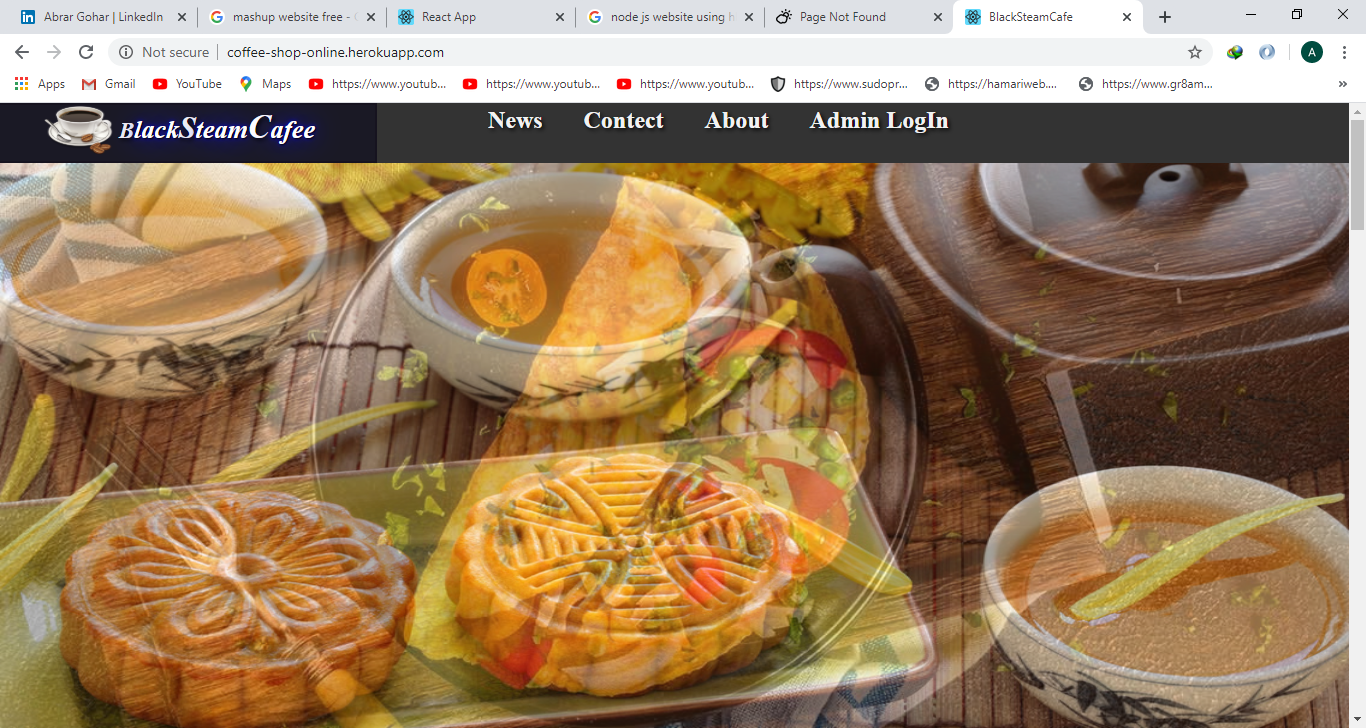 Abrar Gohar | LinkedIn
mashup website free - G
React App
node js website using h
Page Not Found
BlackSteamCafe
Not secure | coffee-shop-online.herokuapp.com
A
Apps
Gmail
YouTube
Maps
https://www.youtub...
https://www.youtub...
https://www.youtub...
https://www.sudopr...
https://hamariweb....
https://www.gr8am...
BlackSteamCafee
News
Contect
About
Admin LogIn